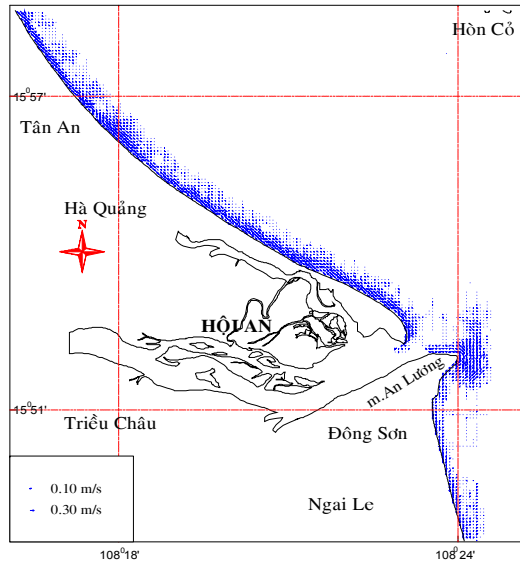 Hòn Cỏ
15°57'
Tân An
Hà Quảng
N
HỘI AN
m.An Lương
15°51'
Triều Châu
Đông Sơn
0.10 m/s
0.30 m/s
Ngai Le
108°18'
108°24'